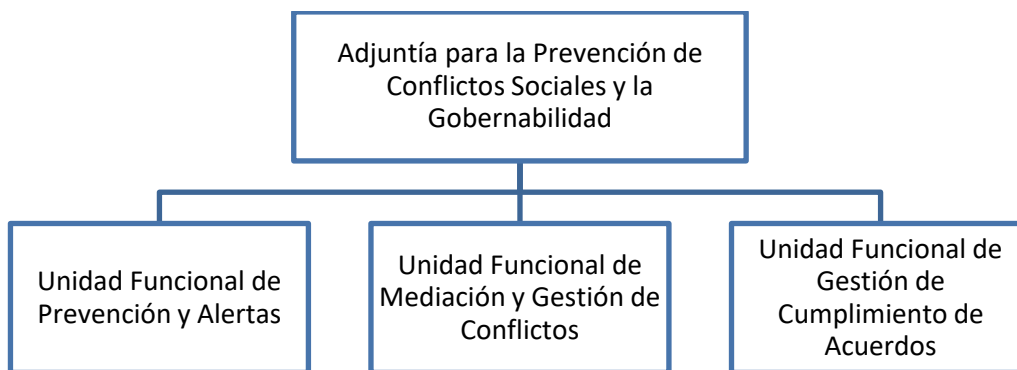 Adjuntía para la Prevención de
Conflictos Sociales y la
Gobernabilidad
Unidad Funcional de
Prevención y Alertas
Unidad Funcional de
Mediación y Gestión de
Conflictos
Unidad Funcional de
Gestión de
Cumplimiento de
Acuerdos